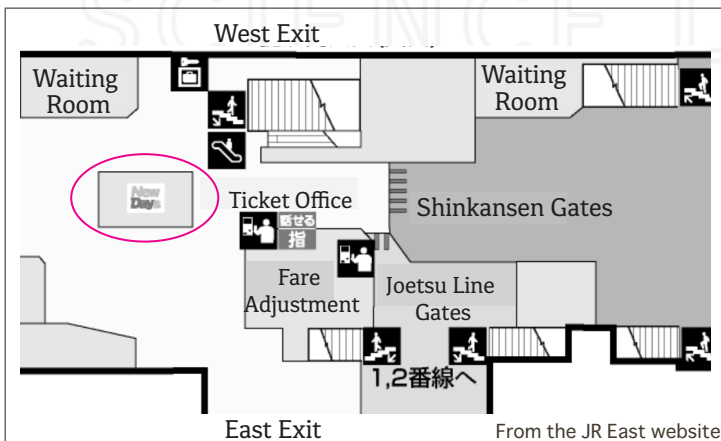 SCIENCE
West Exit
Waiting
Room
Waiting
Room
New
Days
Ticket Office
話せる
指
Shinkansen Gates
Fare
Adjustment
Joetsu Line
Gates
1,2番線へ
East Exit
From the JR East website